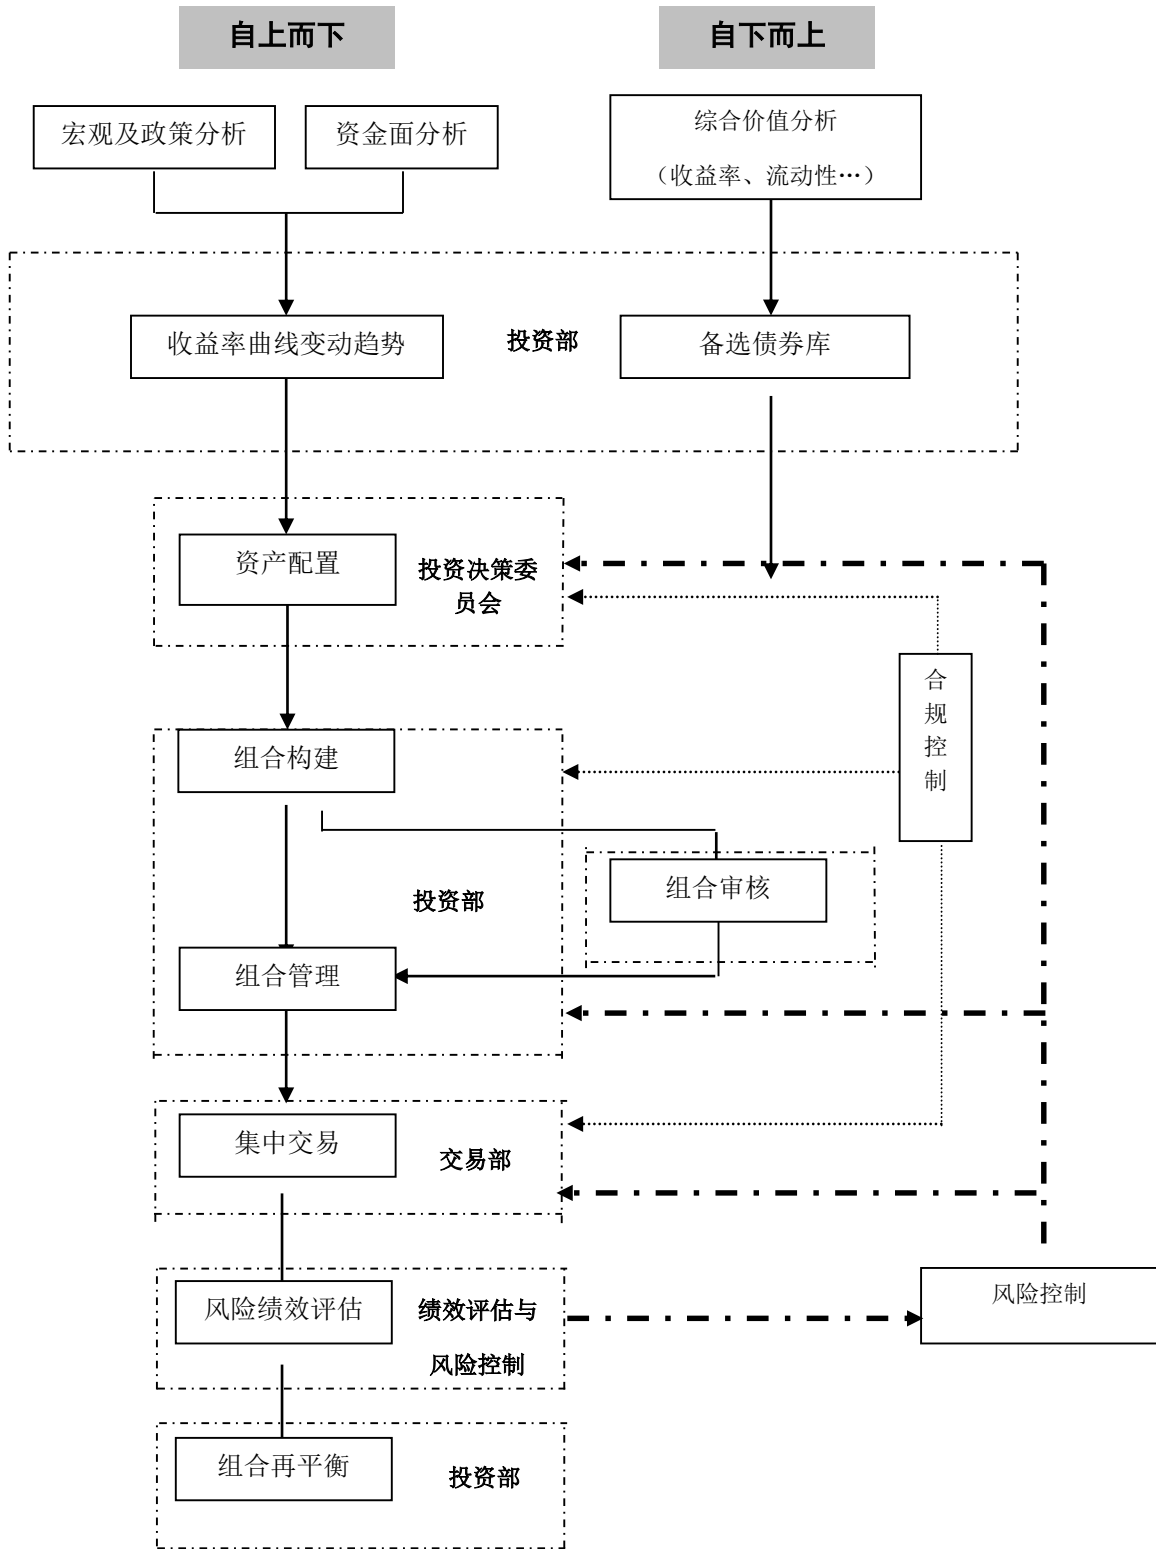 自上而下
自下而上
宏观及政策分析
资金面分析
综合价值分析
（收益率、流动性…）
收益率曲线变动趋势
投资部
备选债券库
资产配置
投资决策委
员会
合
规
控
制
组合构建
组合审核
投资部
组合管理
集中交易
交易部
风险绩效评估
绩效评估与
风险控制
风险控制
组合再平衡
投资部